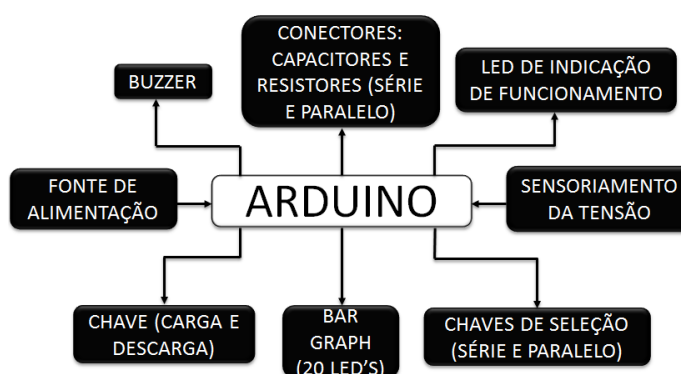 CONECTORES:
CAPACITORES E
RESISTORES (SÉRIE
E PARALELO)
BUZZER
LED DE INDICAÇÃO
DE FUNCIONAMENTO
FONTE DE
ALIMENTAÇÃO
ARDUINO
SENSORIAMENTO
DA TENSÃO
CHAVE (CARGA E
DESCARGA)
BAR
GRAPH
(20 LED'S)
CHAVES DE SELEÇÃO
(SÉRIE E PARALELO)